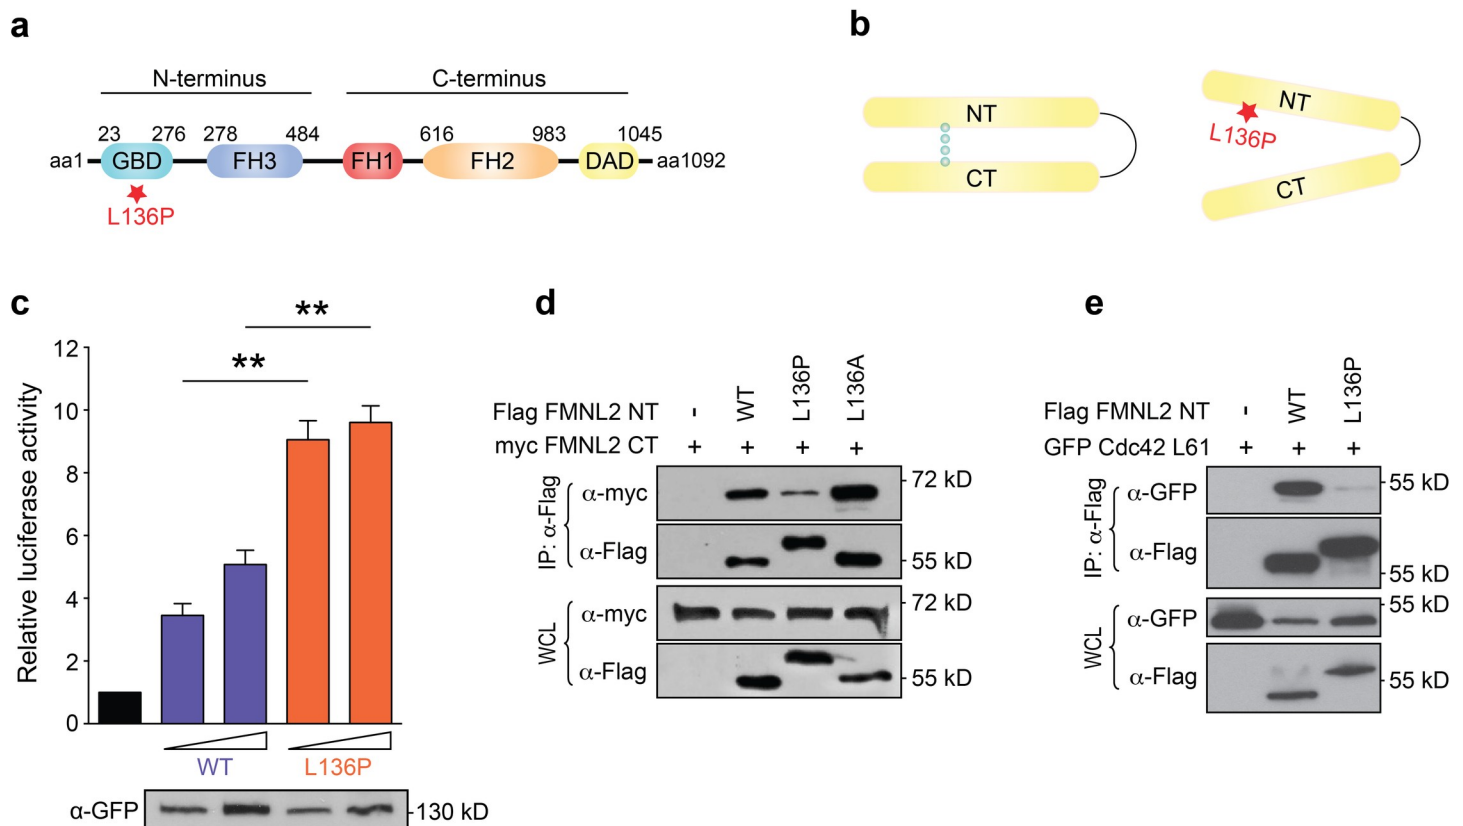 a
N-terminus C-terminus
23 276 278 484 616 983 1045
aa1 GBD FH3 FH1 FH2 DAD aa1092
L136P
b
NT
CT
NT
L136P
CT
c
** 
**
Relative luciferase activity
12
10
8
6
4
2
0
WT L136P
α-GFP 130 kD
d
WT L136P L136A
Flag FMNL2 NT -
myc FMNL2 CT + + + +
IP: α-Flag
α-myc 72 kD
α-Flag 55 kD
WCL
α-myc 72 kD
α-Flag 55 kD
e
WT L136P
Flag FMNL2 NT -
GFP Cdc42 L61 + + +
IP: α-Flag
α-GFP 55 kD
α-Flag 55 kD
WCL
α-GFP 55 kD
α-Flag 55 kD